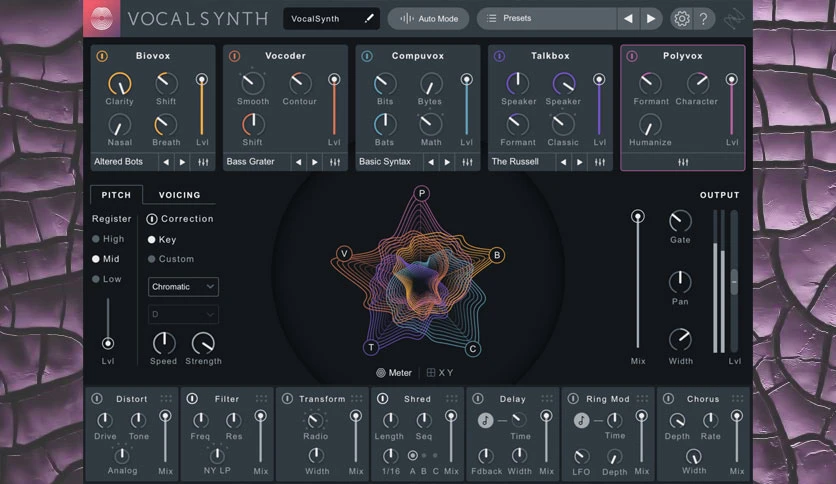 VOCALSYNTH VocalSynth Auto Mode Presets ?
Biovox Vocoder Compuvox Talkbox Polyvox
Clarity Shift Smooth Contour Bits Bytes Speaker Speaker Formant Character
Nasal Breath Lvl Shift Lvl Bats Math Lvl Formant Classic Lvl Humanize Lvl
Altered Bots Bass Grater Basic Syntax The Russell
PITCH VOICING OUTPUT
Register Correction
High Key
Mid Custom
Low
Chromatic
D
Lvl Speed Strength
P
V B
T C
Meter X Y
Gate
Pan
Mix Width Lvl
Distort Filter Transform Shred Delay Ring Mod Chorus
Drive Tone Freq Res Radio Length Seq Time Time Depth Rate
Analog Mix NY LP Mix Width Mix 1/16 A B C Mix Fdback Width Mix LFO Depth Mix Width Mix